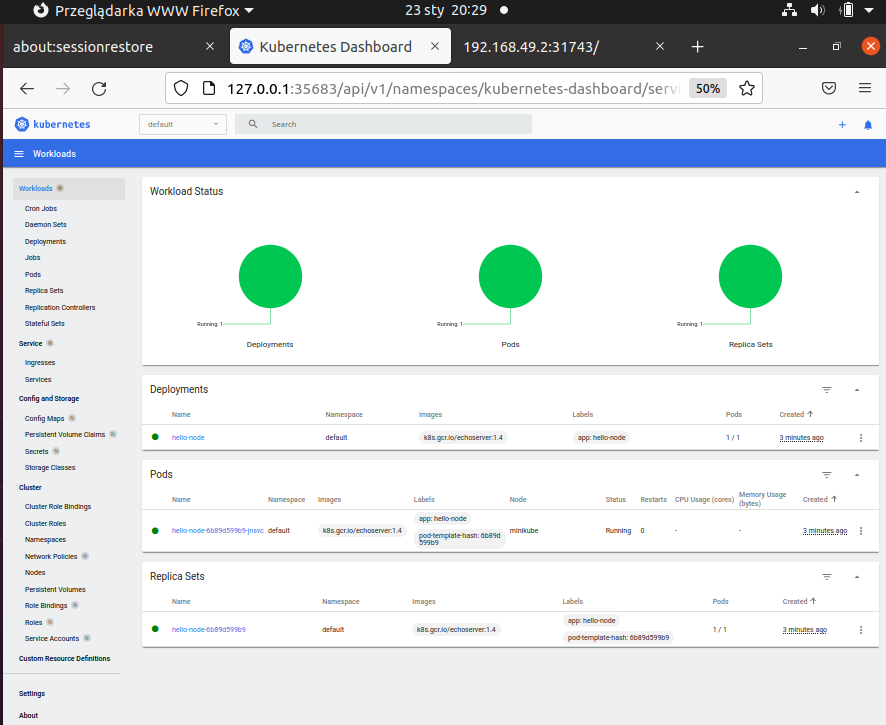 Przeglądarka WWW Firefox
23 sty 20:29
about:sessionrestore
Kubernetes Dashboard
192.168.49.2:31743/
127.0.0.1:35683/api/v1/namespaces/kubernetes-dashboard/servi
50%
kubernetes
default
Search
Workloads
Workloads N
Cron Jobs
Daemon Sets
Deployments
Jobs
Pods
Replica Sets
Replication Controllers
Stateful Sets
Service N
Ingresses
Services
Config and Storage
Config Maps N
Persistent Volume Claims N
Secrets N
Storage Classes
Cluster
Cluster Role Bindings
Cluster Roles
Namespaces
Network Policies N
Nodes
Persistent Volumes
Role Bindings N
Roles N
Service Accounts N
Custom Resource Definitions
Settings
About
Workload Status
Running: 1
Deployments
Running: 1
Pods
Running: 1
Replica Sets
Deployments
Name Namespace Images Labels Pods Created
hello-node default k8s.gcr.io/echoserver:1.4 app: hello-node 1 / 1 3 minutes ago
Pods
Name Namespace Images Labels Node Status Restarts CPU Usage (cores) Memory Usage (bytes) Created
hello-node-6b89d599b9-jnsvc default k8s.gcr.io/echoserver:1.4 app: hello-node pod-template-hash: 6b89d599b9 minikube Running 0 - - 3 minutes ago
Replica Sets
Name Namespace Images Labels Pods Created
hello-node-6b89d599b9 default k8s.gcr.io/echoserver:1.4 app: hello-node pod-template-hash: 6b89d599b9 1 / 1 3 minutes ago